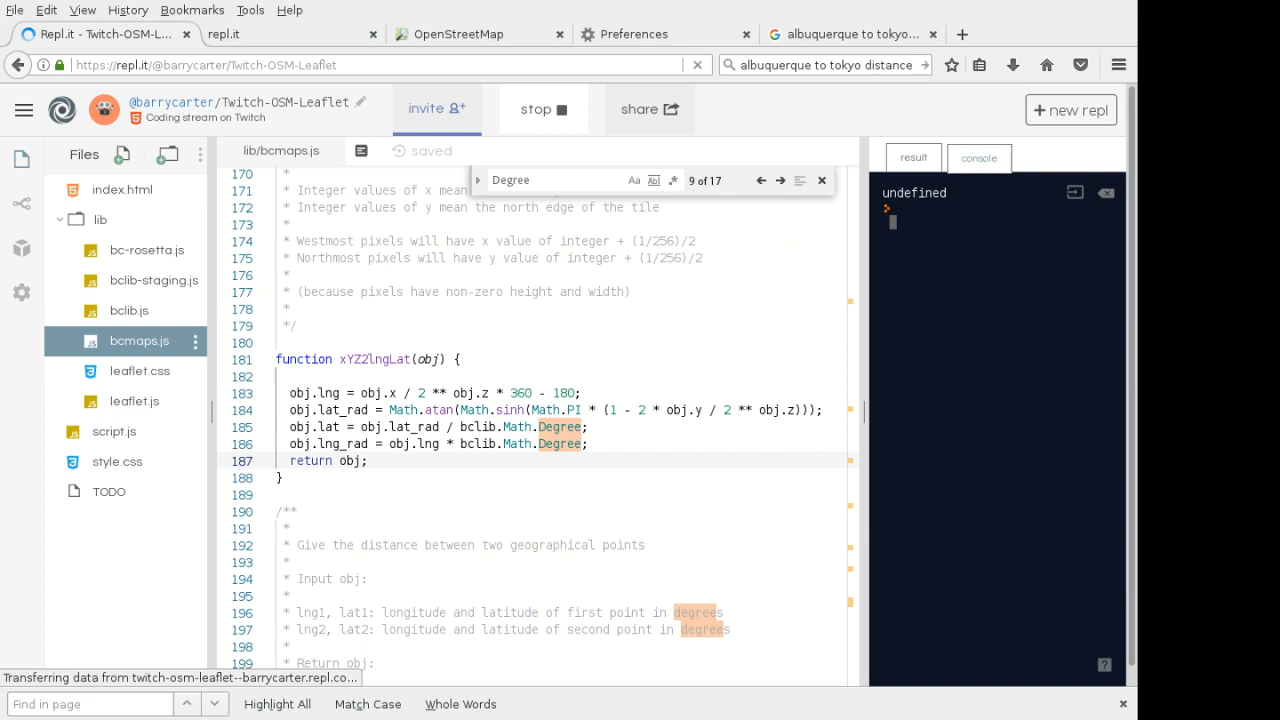 File Edit View History Bookmarks Tools Help
Repl.it - Twitch-OSM-L... × repl.it × OpenStreetMap × Preferences × albuquerque to tokyo... × +
https://repl.it/@barrycarter/Twitch-OSM-Leaflet × albuquerque to tokyo distance
@barrycarter/Twitch-OSM-Leaflet
Coding stream on Twitch
invite
stop
share
+ new repl
Files
index.html
lib
bc-rosetta.js
bclib-staging.js
bclib.js
bcmaps.js
leaflet.css
leaflet.js
script.js
style.css
TODO
lib/bcmaps.js saved
Degree Aa Abl .* 9 of 17
170 *
171 * Integer values of x mean
172 * Integer values of y mean the north edge of the tile
173 *
174 * Westmost pixels will have x value of integer + (1/256)/2
175 * Northmost pixels will have y value of integer + (1/256)/2
176 *
177 * (because pixels have non-zero height and width)
178 *
179 */
180
181 function xYZ2lngLat(obj) {
182
183 obj.lng = obj.x / 2 ** obj.z * 360 - 180;
184 obj.lat_rad = Math.atan(Math.sinh(Math.PI * (1 - 2 * obj.y / 2 ** obj.z)));
185 obj.lat = obj.lat_rad / bclib.Math.Degree;
186 obj.lng_rad = obj.lng * bclib.Math.Degree;
187 return obj;
188 }
189
190 /**
191 *
192 * Give the distance between two geographical points
193 *
194 * Input obj:
195 *
196 * lng1, lat1: longitude and latitude of first point in degrees
197 * lng2, lat2: longitude and latitude of second point in degrees
198 *
199 * Return obj:
result console
undefined
>
?
Transferring data from twitch-osm-leaflet--barrycarter.repl.co...
Find in page Highlight All Match Case Whole Words ×